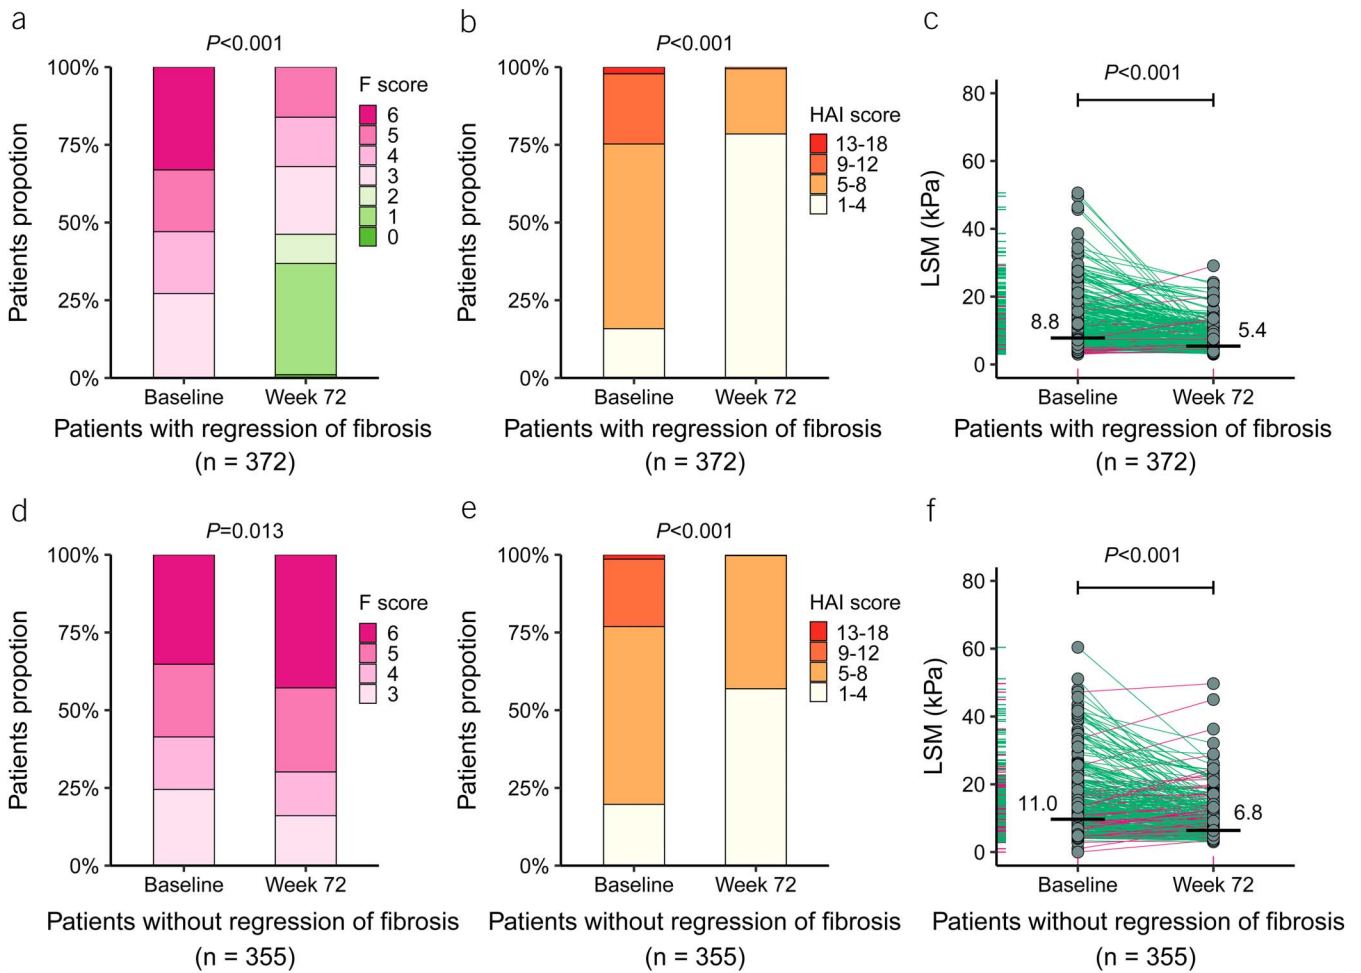 a
P<0.001
100%
75%
50%
25%
0%
Patients propotion
F score
6
5
4
3
2
1
0
Baseline
Week 72
Patients with regression of fibrosis
(n = 372)
b
P<0.001
100%
75%
50%
25%
0%
Patients propotion
HAI score
13-18
9-12
5-8
1-4
Baseline
Week 72
Patients with regression of fibrosis
(n = 372)
c
P<0.001
80
60
40
20
0
LSM (kPa)
8.8
5.4
Baseline
Week 72
Patients with regression of fibrosis
(n = 372)
d
P=0.013
100%
75%
50%
25%
0%
Patients propotion
F score
6
5
4
3
Baseline
Week 72
Patients without regression of fibrosis
(n = 355)
e
P<0.001
100%
75%
50%
25%
0%
Patients propotion
HAI score
13-18
9-12
5-8
1-4
Baseline
Week 72
Patients without regression of fibrosis
(n = 355)
f
P<0.001
80
60
40
20
0
LSM (kPa)
11.0
6.8
Baseline
Week 72
Patients without regression of fibrosis
(n = 355)